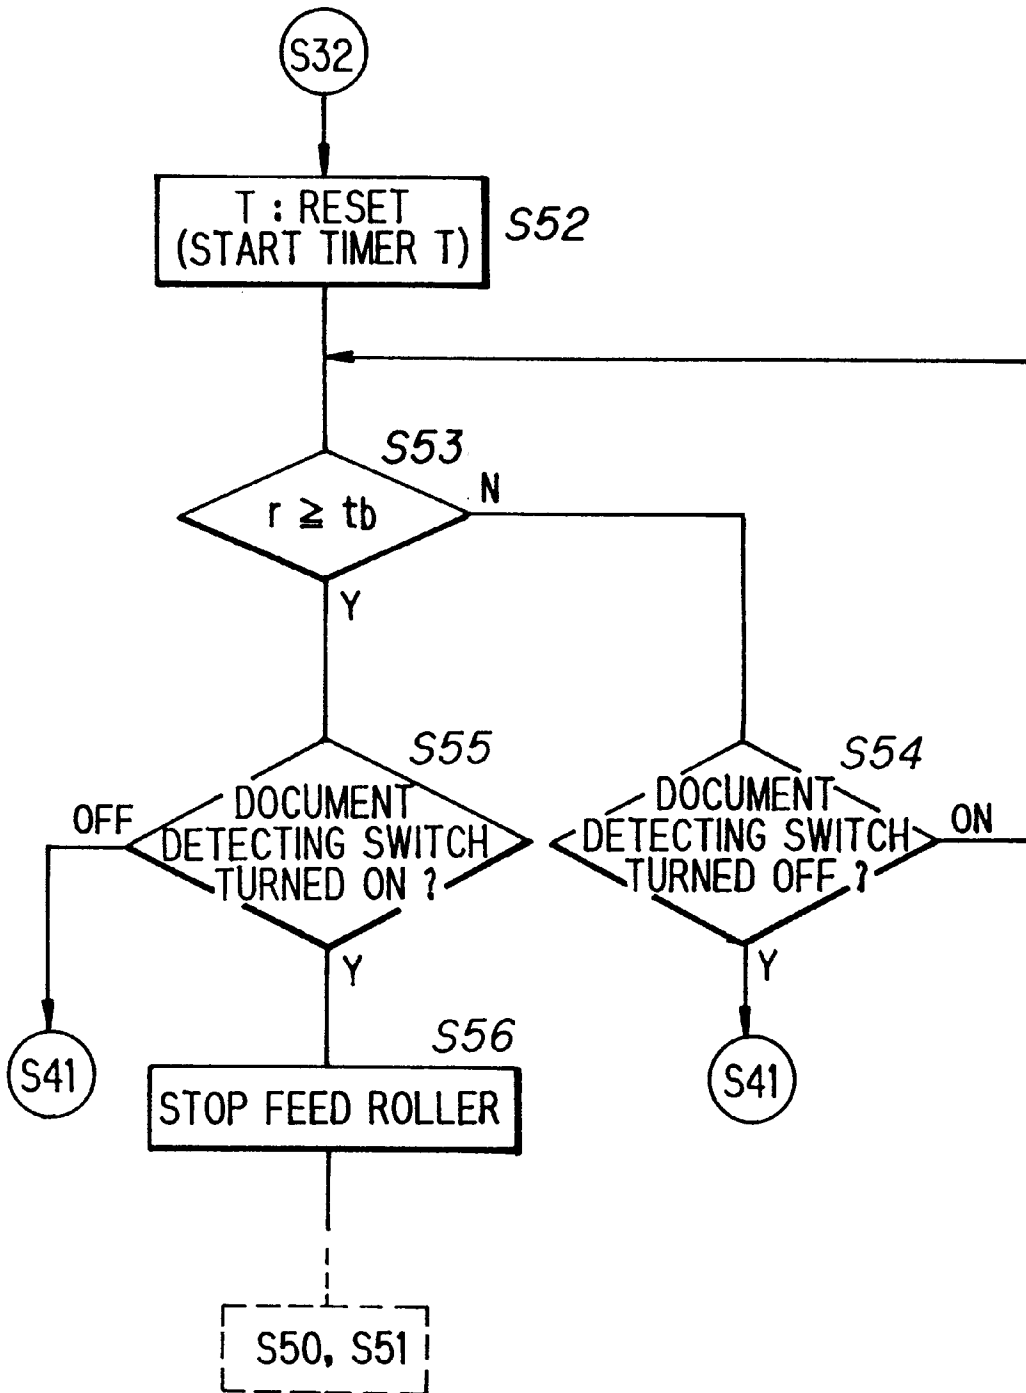 S32
T : RESET
(START TIMER T)
S52
S53
r ≧ tb
N
Y
S55
DOCUMENT
DETECTING SWITCH
TURNED ON ?
OFF
Y
S54
DOCUMENT
DETECTING SWITCH
TURNED OFF ?
ON
Y
S41
S41
S56
STOP FEED ROLLER
S50, S51